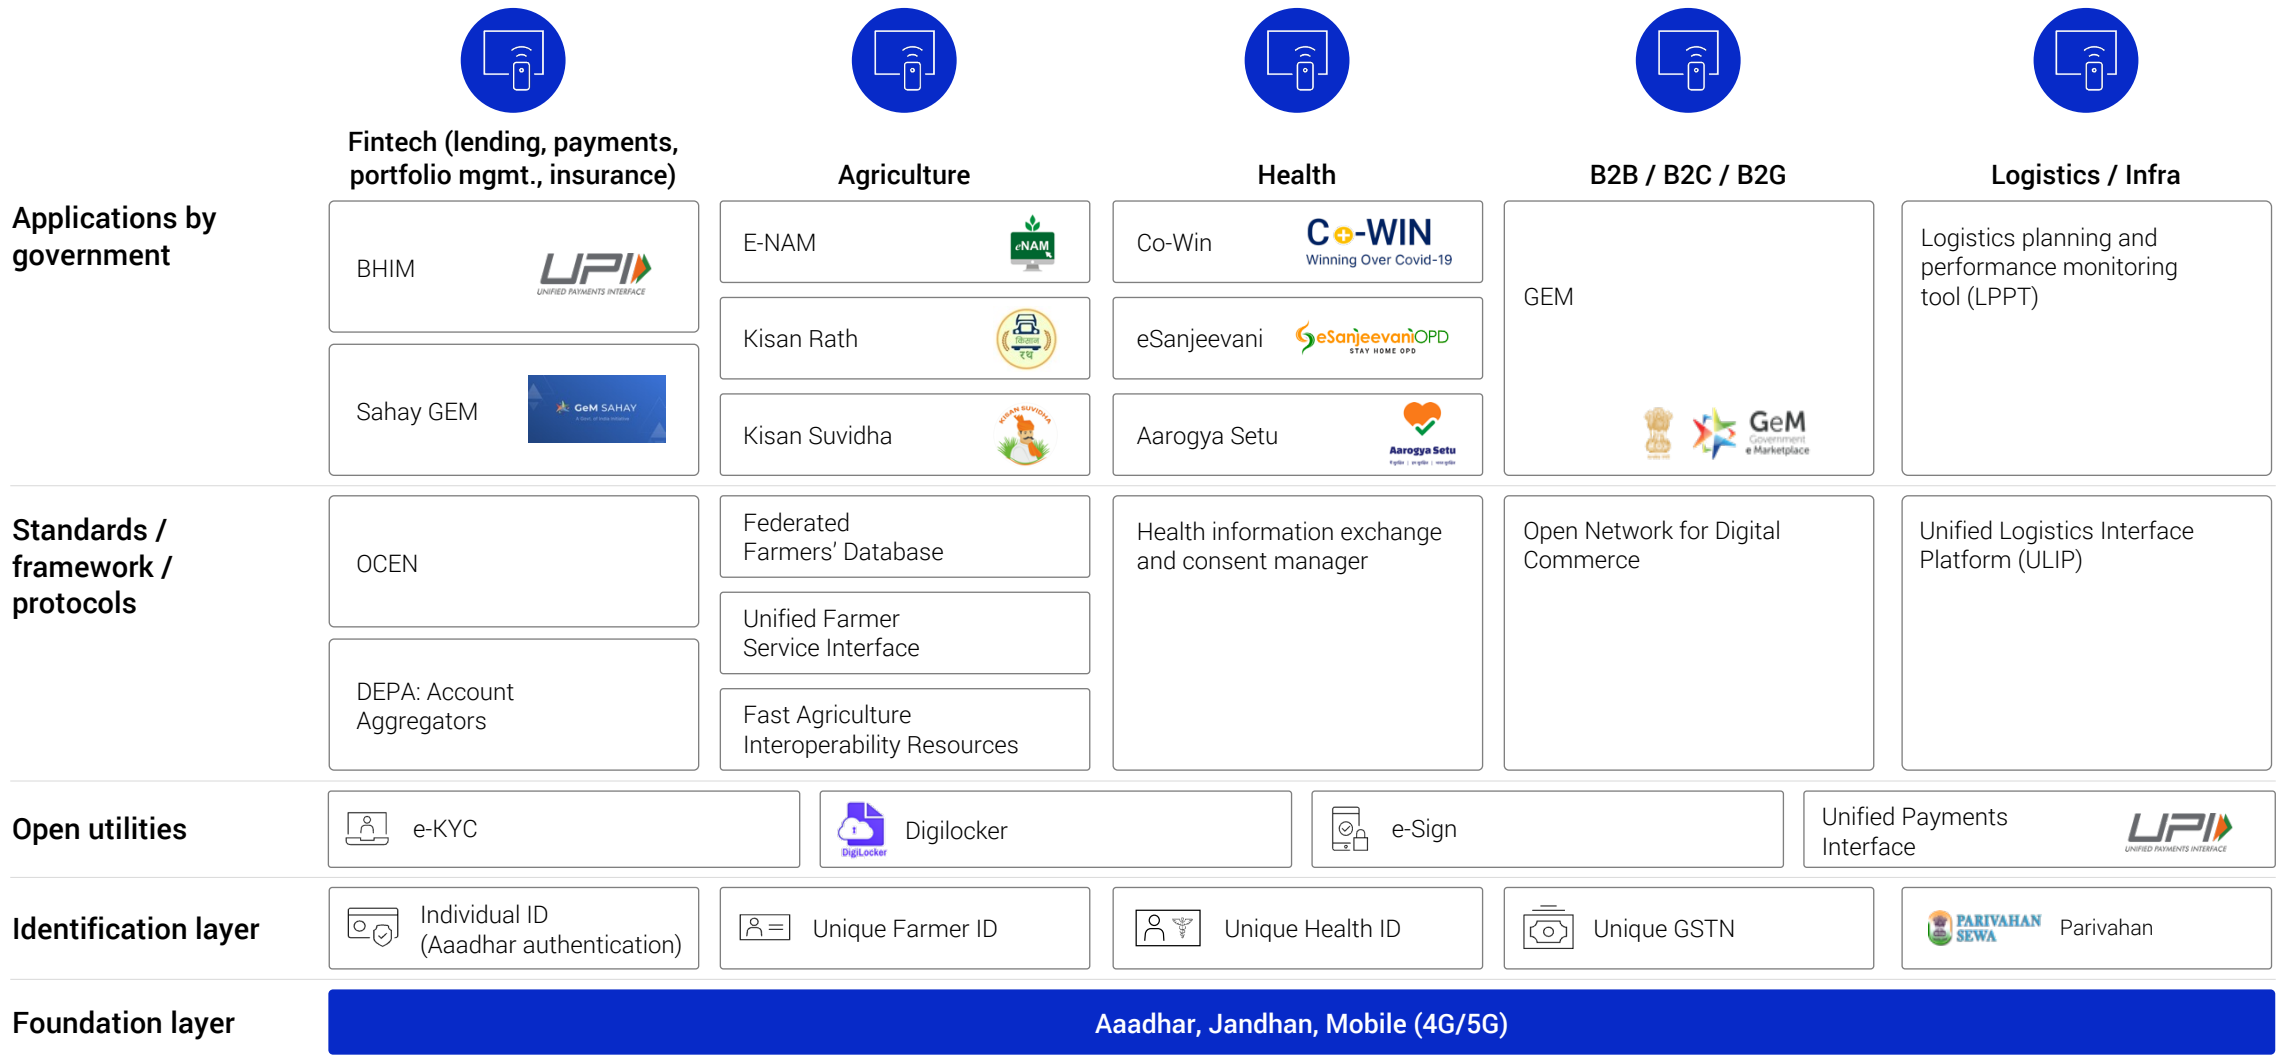 Fintech (lending, payments,
portfolio mgmt., insurance)
Agriculture
Health
B2B / B2C / B2G
Logistics / Infra
Applications by
government
BHIM
UPI
UNIFIED PAYMENTS INTERFACE
Sahay GEM
GeM SAHAY
E-NAM
eNAM
Kisan Rath
किसान
रथ
Kisan Suvidha
KISAN SUVIDHA
Co-Win
Co-WIN
Winning Over Covid-19
eSanjeevani
eSanjeevaniOPD
STAY HOME OPD
Aarogya Setu
Aarogya Setu
GEM
GeM
Government
e Marketplace
Logistics planning and
performance monitoring
tool (LPPT)
Standards /
framework /
protocols
OCEN
DEPA: Account
Aggregators
Federated
Farmers’ Database
Unified Farmer
Service Interface
Fast Agriculture
Interoperability Resources
Health information exchange
and consent manager
Open Network for Digital
Commerce
Unified Logistics Interface
Platform (ULIP)
Open utilities
e-KYC
DigiLocker
Digilocker
e-Sign
Unified Payments
Interface
UPI
UNIFIED PAYMENTS INTERFACE
Identification layer
Individual ID
(Aaadhar authentication)
Unique Farmer ID
Unique Health ID
Unique GSTN
PARIVAHAN
SEWA
Parivahan
Foundation layer
Aaadhar, Jandhan, Mobile (4G/5G)